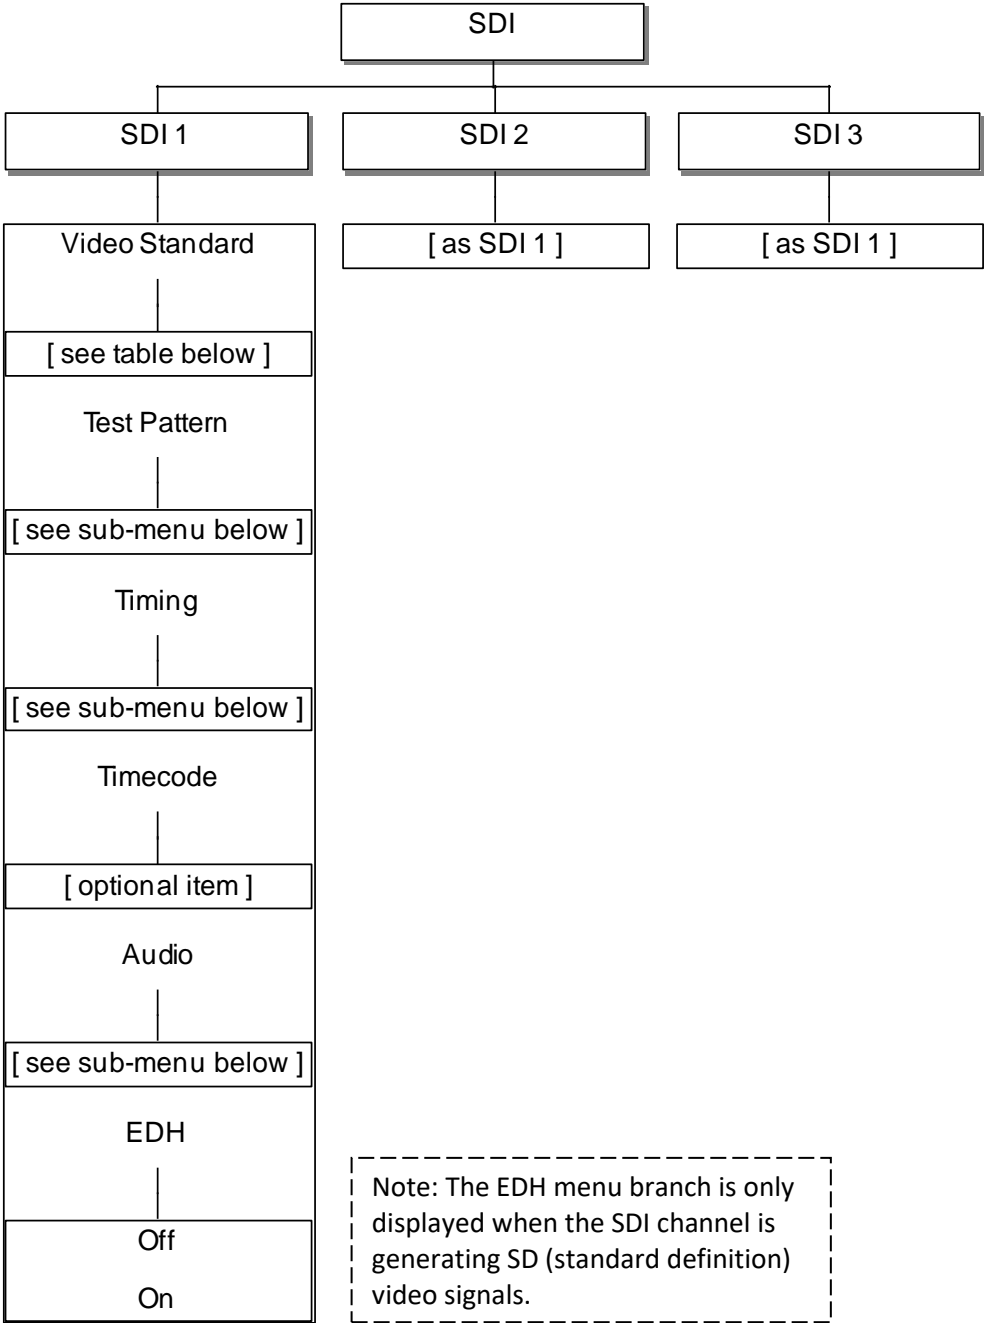 SDI
SDI 1
SDI 2
SDI 3
Video Standard
[ as SDI 1 ]
[ as SDI 1 ]
[ see table below ]
Test Pattern
[ see sub-menu below ]
Timing
[ see sub-menu below ]
Timecode
[ optional item ]
Audio
[ see sub-menu below ]
EDH
Off
On
Note: The EDH menu branch is only
displayed when the SDI channel is
generating SD (standard definition)
video signals.